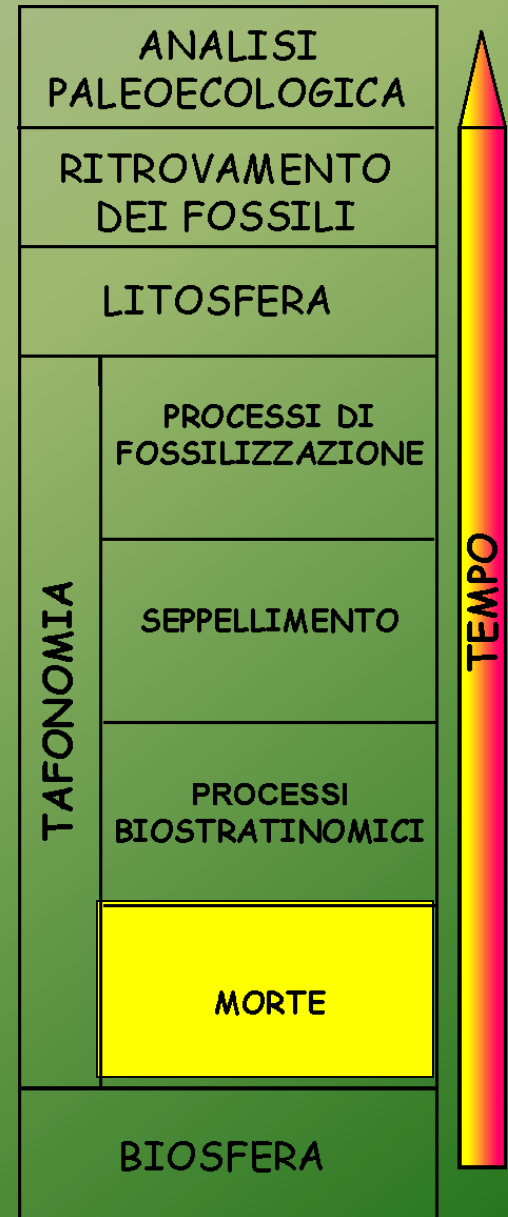 ANALISI
PALEOECOLOGICA
RITROVAMENTO
DEI FOSSILI
LITOSFERA
TAFONOMIA
PROCESSI DI
FOSSILIZZAZIONE
SEPPELLIMENTO
PROCESSI
BIOSTRATINOMICI
MORTE
BIOSFERA
TEMPO